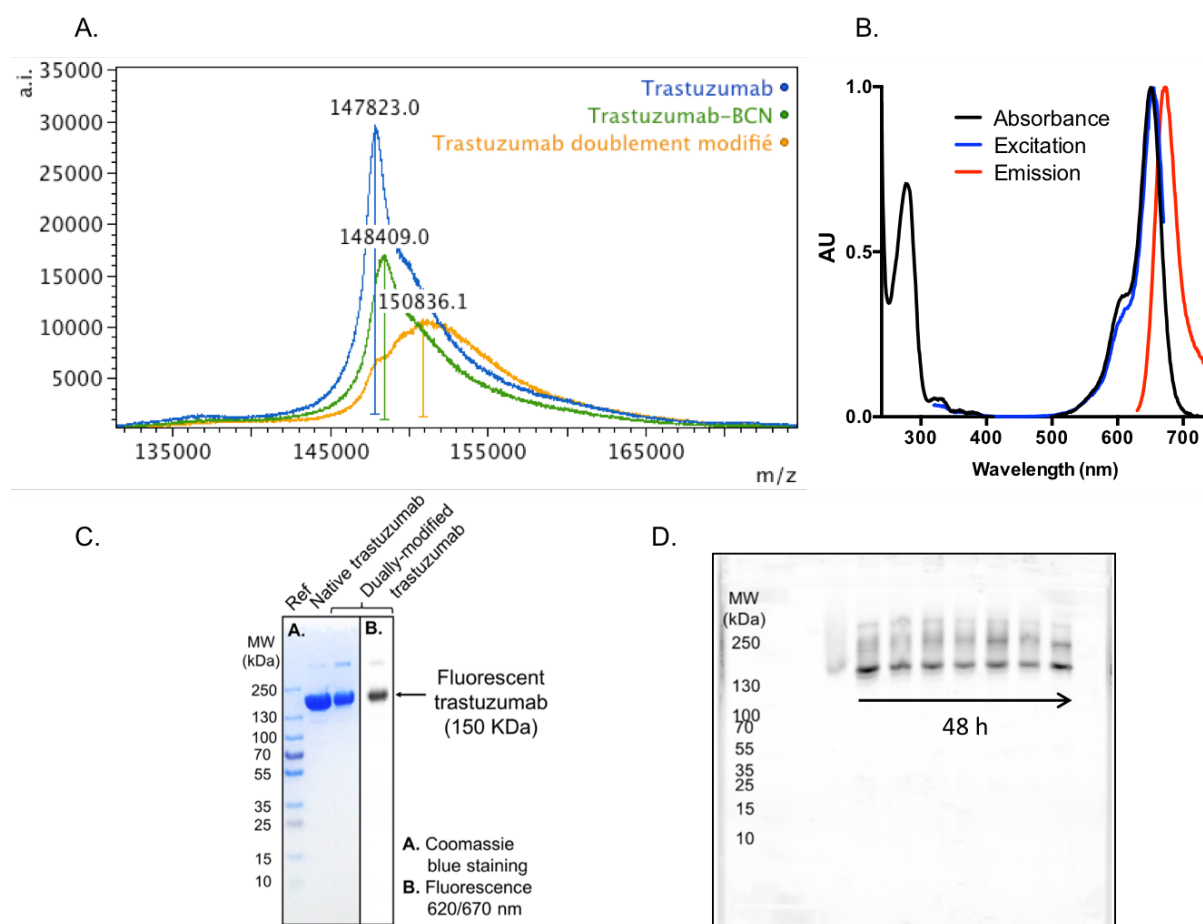 A.
35000
30000
25000
20000
15000
10000
5000
a.i.
147823.0
148409.0
150836.1
Trastuzumab
Trastuzumab-BCN
Trastuzumab doublement modifié
135000 145000 155000 165000
m/z
B.
1.0
0.5
0.0
AU
Absorbance
Excitation
Emission
300 400 500 600 700
Wavelength (nm)
C.
Ref
Native trastuzumab
Dually-modified
trastuzumab
A.
B.
MW
(kDa)
250
130
100
70
55
35
25
15
10
Fluorescent
trastuzumab
(150 KDa)
A. Coomassie
blue staining
B. Fluorescence
620/670 nm
D.
MW
(kDa)
250
130
100
70
55
35
25
15
10
48 h